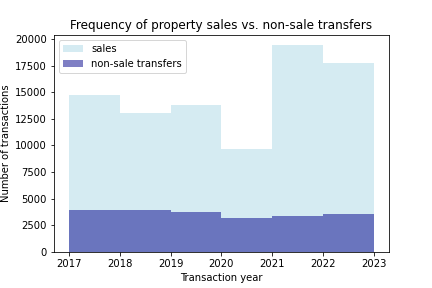 Frequency of property sales vs. non-sale transfers
sales
non-sale transfers
Number of transactions
20000
17500
15000
12500
10000
7500
5000
2500
0
2017 2018 2019 2020 2021 2022 2023
Transaction year